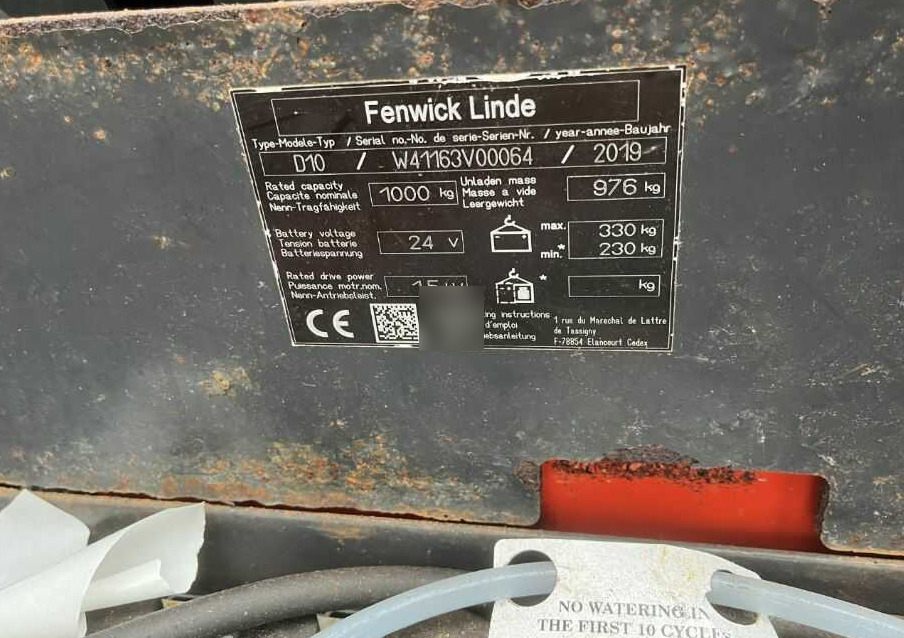 Fenwick Linde
Type-Modele-Typ / Serial no.-No. de serie-Serien-Nr. / year-annee-Baujahr
D10 / W41163V00064 / 2019
Rated capacity
Capacite nominale
Nenn-Tragfähigkeit
1000 kg
Unladen mass
Masse a vide
Leergewicht
976 kg
Battery voltage
Tension batterie
Batteriespannung
24 V
max. 330 kg
min.* 230 kg
Rated drive power
Puissance motr.nom.
Nenn-Antriebsleist.
* kg
CE
instructions
d'emploi
1 rue du Marechal de Lattre
de Tassigny
F-78854 Elancourt Cedex
NO WATERING IN
THE FIRST 10 CYCLES